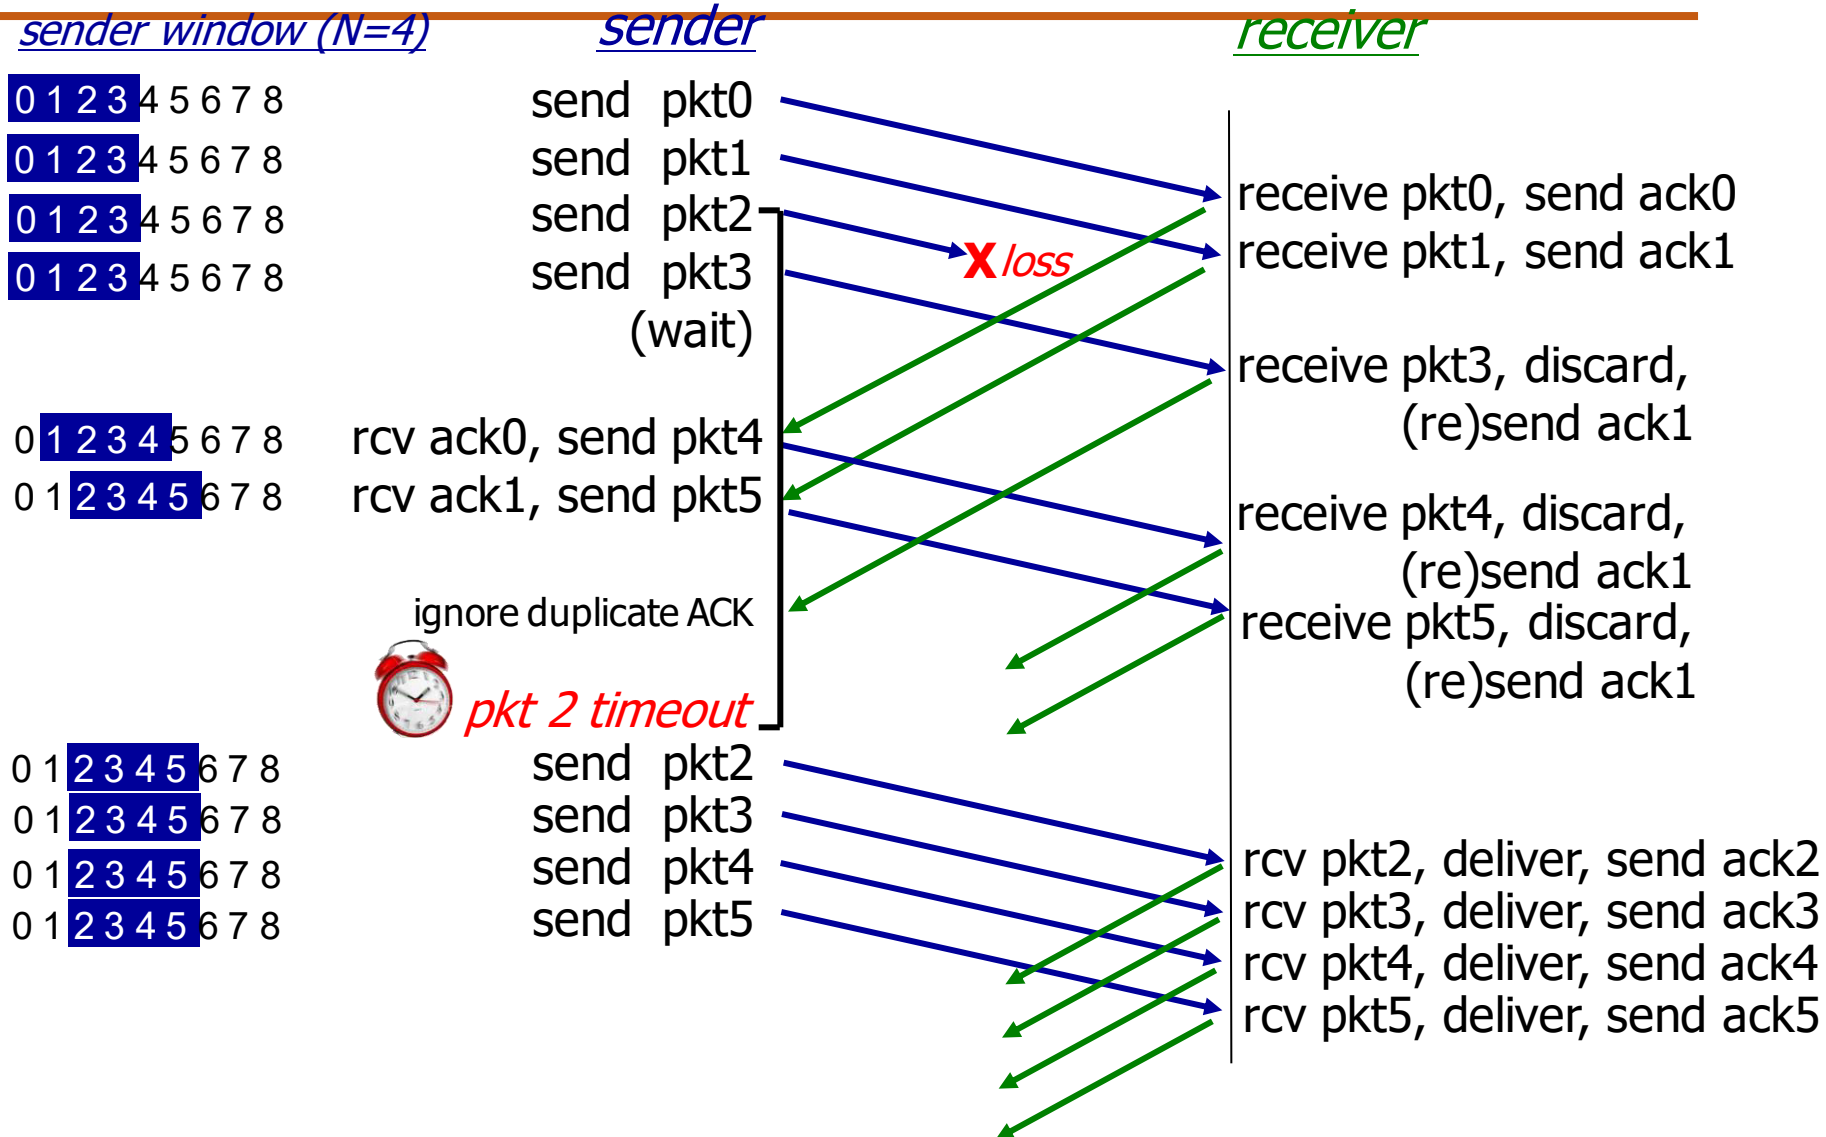 sender window (N=4) sender receiver
0 1 2 3 4 5 6 7 8 send pkt0
0 1 2 3 4 5 6 7 8 send pkt1
receive pkt0, send ack0
0 1 2 3 4 5 6 7 8 send pkt2
receive pkt1, send ack1
X loss
0 1 2 3 4 5 6 7 8 send pkt3
(wait)
receive pkt3, discard,
(re)send ack1
0 1 2 3 4 5 6 7 8 rcv ack0, send pkt4
0 1 2 3 4 5 6 7 8 rcv ack1, send pkt5
receive pkt4, discard,
(re)send ack1
ignore duplicate ACK
receive pkt5, discard,
(re)send ack1
pkt 2 timeout
0 1 2 3 4 5 6 7 8 send pkt2
0 1 2 3 4 5 6 7 8 send pkt3
0 1 2 3 4 5 6 7 8 send pkt4
rcv pkt2, deliver, send ack2
0 1 2 3 4 5 6 7 8 send pkt5
rcv pkt3, deliver, send ack3
rcv pkt4, deliver, send ack4
rcv pkt5, deliver, send ack5